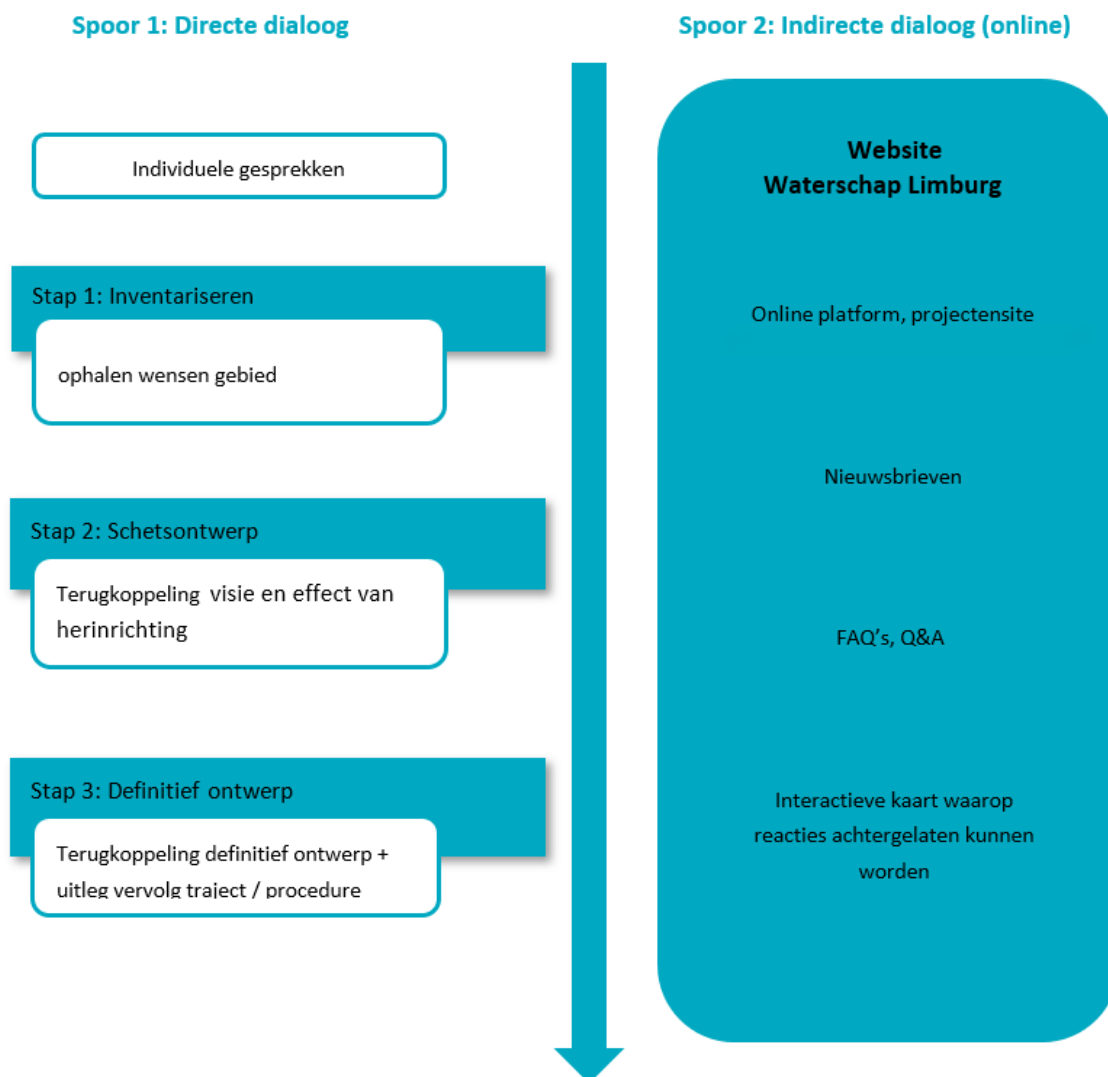 Spoor 1: Directe dialoog
Individuele gesprekken
Stap 1: Inventariseren
ophalen wensen gebied
Stap 2: Schetsontwerp
Terugkoppeling visie en effect van
herinrichting
Stap 3: Definitief ontwerp
Terugkoppeling definitief ontwerp +
uitleg vervolg traject / procedure
Spoor 2: Indirecte dialoog (online)
Website
Waterschap Limburg
Online platform, projectensite
Nieuwsbrieven
FAQ’s, Q&A
Interactieve kaart waarop
reacties achtergelaten kunnen
worden